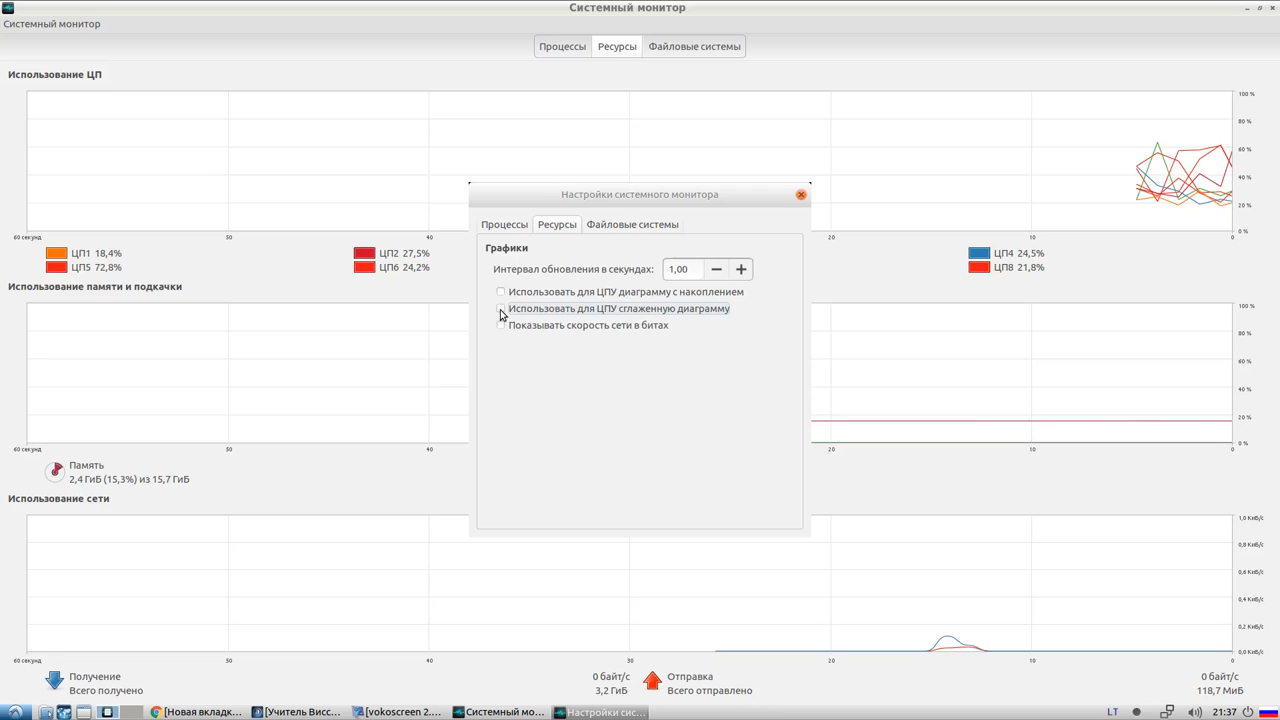 Системный монитор
Системный монитор
Процессы Ресурсы Файловые системы
Использование ЦП
100 %
80 %
60 %
40 %
20 %
0 %
60 секунд 50 40 30 20 10 0
ЦП1 18,4% ЦП2 27,5% ЦП4 24,5%
ЦП5 72,8% ЦП6 24,2% ЦП8 21,8%
Настройки системного монитора
Процессы Ресурсы Файловые системы
Графики
Интервал обновления в секундах: 1,00
Использовать для ЦПУ диаграмму с накоплением
Использовать для ЦПУ сглаженную диаграмму
Показывать скорость сети в битах
Использование памяти и подкачки
100 %
80 %
60 %
40 %
20 %
0 %
60 секунд 50 40 20 10 0
Память
2,4 ГиБ (15,3%) из 15,7 ГиБ
Использование сети
1,0 КиБ/с
0,8 КиБ/с
0,6 КиБ/с
0,4 КиБ/с
0,2 КиБ/с
0,0 КиБ/с
60 секунд 50 40 30 20 10 0
Получение 0 байт/с Отправка 0 байт/с
Всего получено 3,2 ГиБ Всего отправлено 118,7 МиБ
[Новая вкладк... [Учитель Висс... [vokoscreen 2.... Системный мо... Настройки сис... LT 21:37